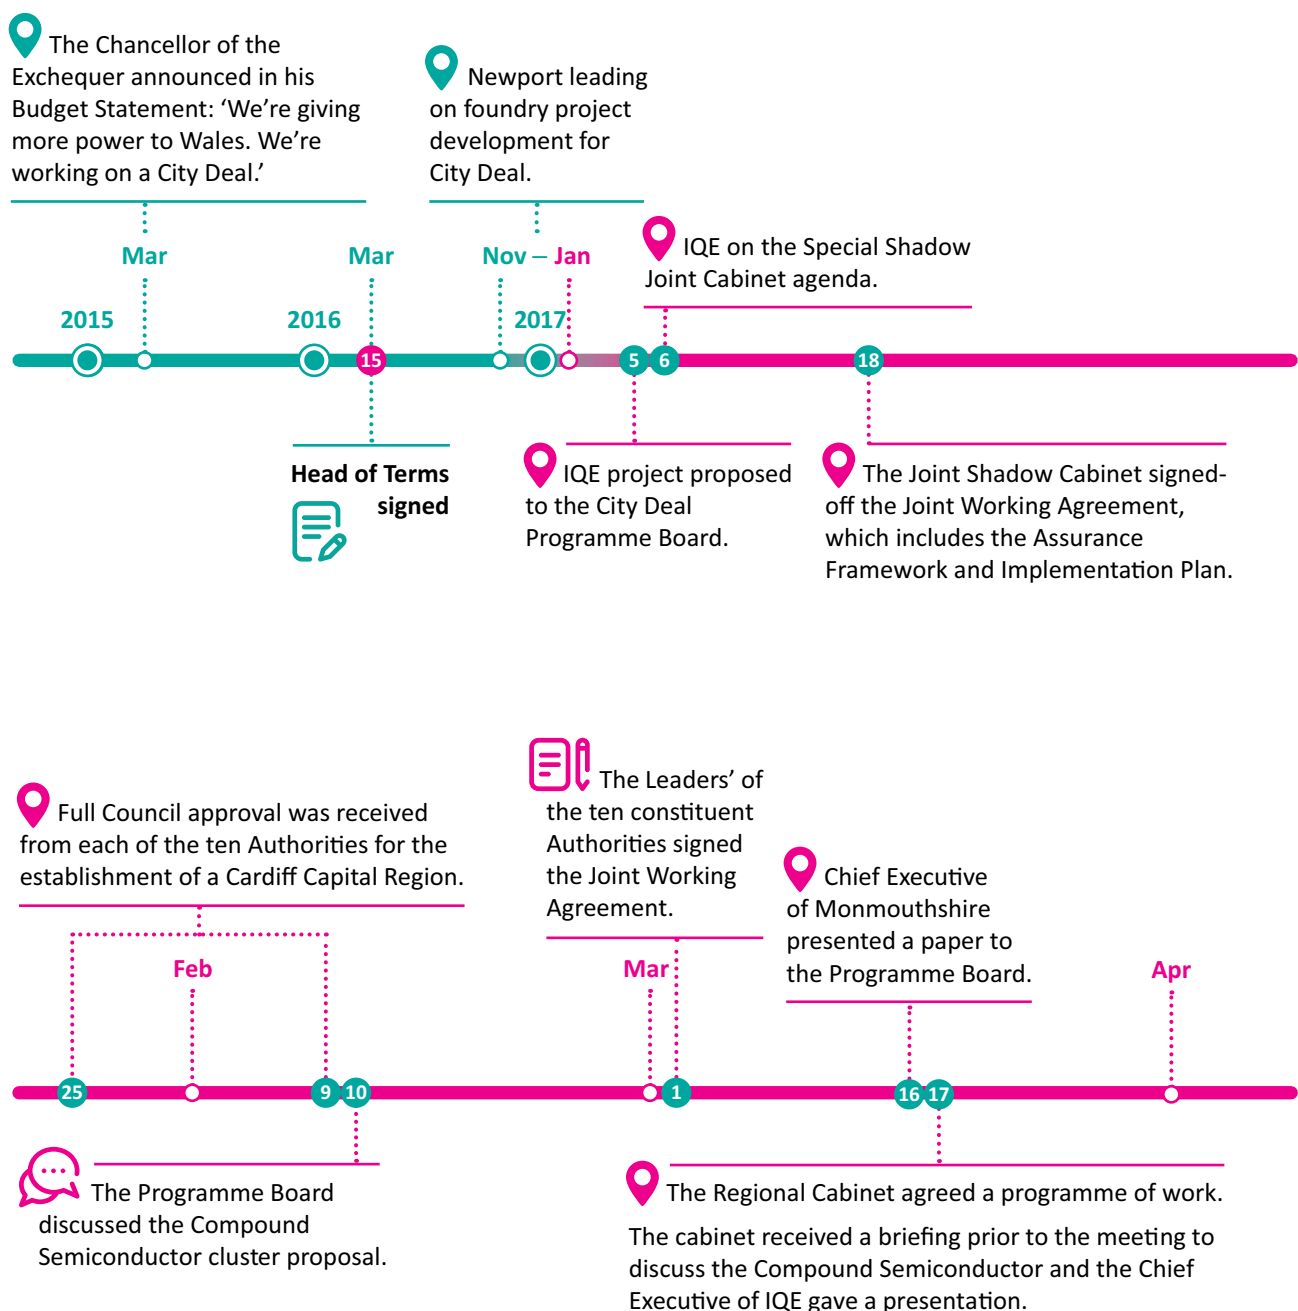 The Chancellor of the
Exchequer announced in his
Budget Statement: ‘We’re giving
more power to Wales. We’re
working on a City Deal.’
Newport leading
on foundry project
development for
City Deal.
IQE on the Special Shadow
Joint Cabinet agenda.
Mar
Mar
Nov – Jan
2015
2016
2017
15
5
6
18
Head of Terms
signed
IQE project proposed
to the City Deal
Programme Board.
The Joint Shadow Cabinet signed-
off the Joint Working Agreement,
which includes the Assurance
Framework and Implementation Plan.
Full Council approval was received
from each of the ten Authorities for the
establishment of a Cardiff Capital Region.
The Leaders’ of
the ten constituent
Authorities signed
the Joint Working
Agreement.
Chief Executive
of Monmouthshire
presented a paper to
the Programme Board.
Feb
Mar
Apr
25
9
10
1
16
17
The Programme Board
discussed the Compound
Semiconductor cluster proposal.
The Regional Cabinet agreed a programme of work.
The cabinet received a briefing prior to the meeting to
discuss the Compound Semiconductor and the Chief
Executive of IQE gave a presentation.